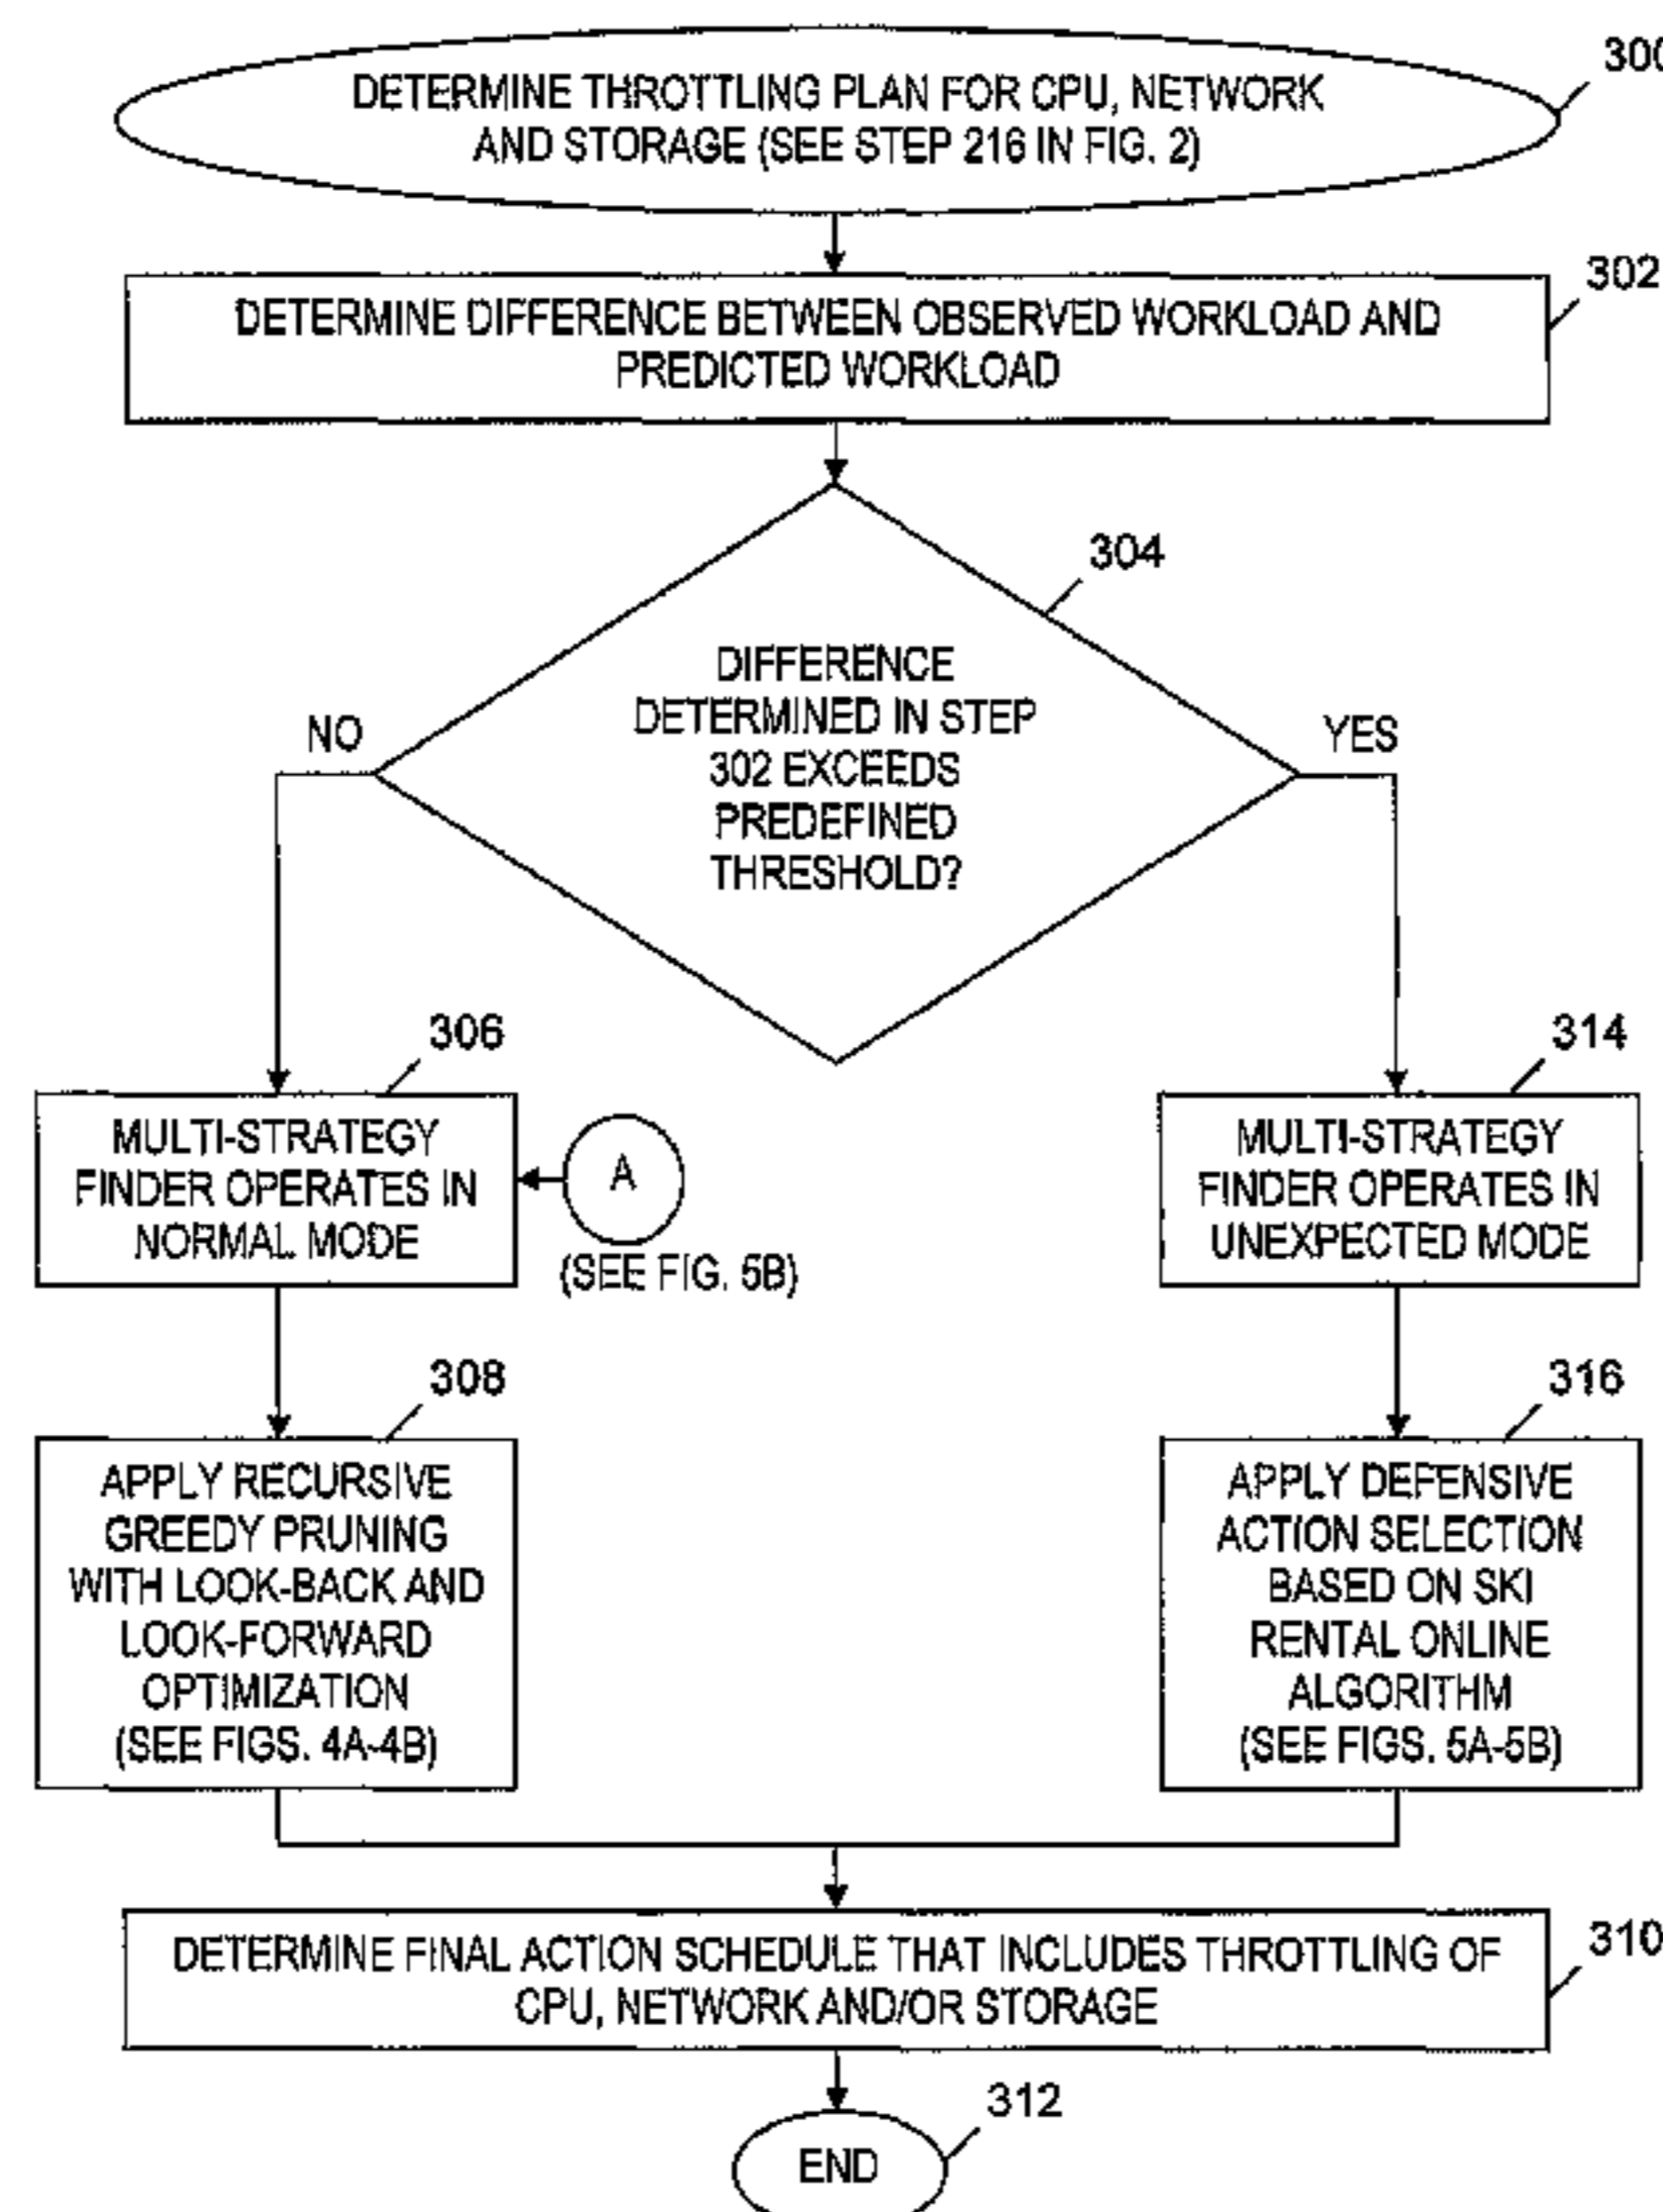 300
DETERMINE THROTTLING PLAN FOR CPU, NETWORK
AND STORAGE (SEE STEP 216 IN FIG. 2)
302
DETERMINE DIFFERENCE BETWEEN OBSERVED WORKLOAD AND
PREDICTED WORKLOAD
304
DIFFERENCE
DETERMINED IN STEP
302 EXCEEDS
PREDEFINED
THRESHOLD?
NO
YES
306
MULTI-STRATEGY
FINDER OPERATES IN
NORMAL MODE
A
(SEE FIG. 5B)
314
MULTI-STRATEGY
FINDER OPERATES IN
UNEXPECTED MODE
308
APPLY RECURSIVE
GREEDY PRUNING
WITH LOOK-BACK AND
LOOK-FORWARD
OPTIMIZATION
(SEE FIGS. 4A-4B)
316
APPLY DEFENSIVE
ACTION SELECTION
BASED ON SKI
RENTAL ONLINE
ALGORITHM
(SEE FIGS. 5A-5B)
310
DETERMINE FINAL ACTION SCHEDULE THAT INCLUDES THROTTLING OF
CPU, NETWORK AND/OR STORAGE
312
END